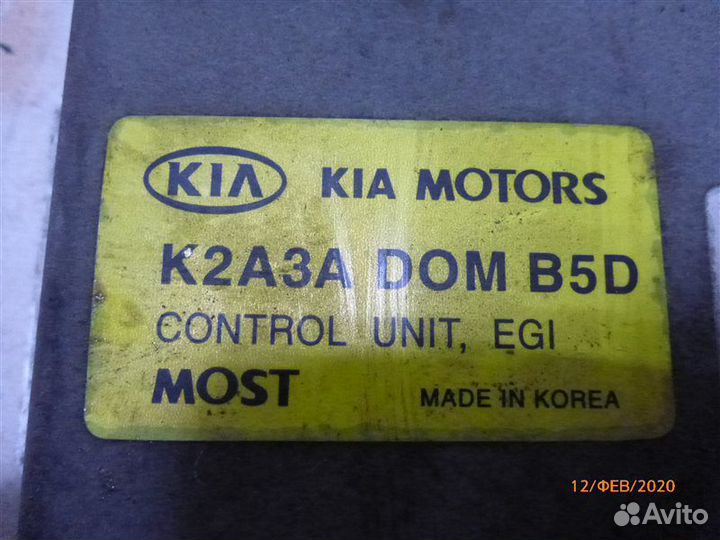 KIA KIA MOTORS
K2A3A DOM B5D
CONTROL UNIT, EGI
MOST MADE IN KOREA
12/ФЕВ/2020
Avito